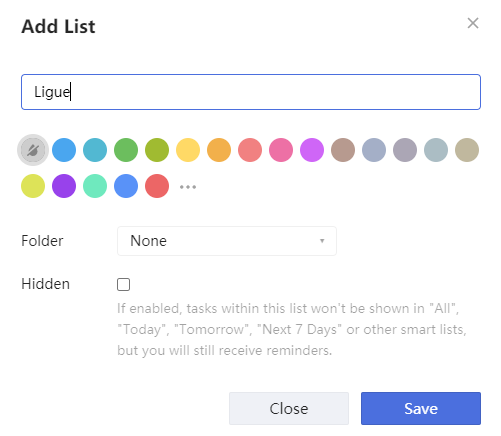 Add List
Ligue
Folder
None
Hidden
If enabled, tasks within this list won't be shown in "All",
"Today", "Tomorrow", "Next 7 Days" or other smart lists,
but you will still receive reminders.
Close
Save